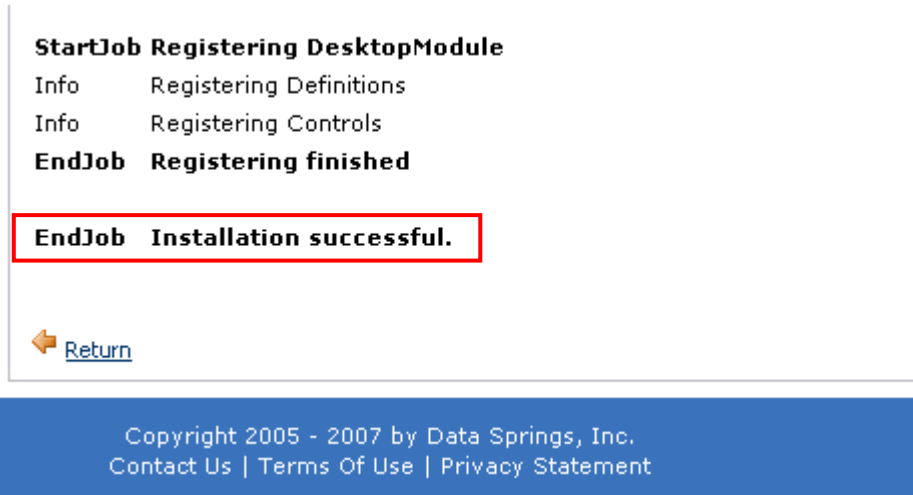 StartJob Registering DesktopModule
Info Registering Definitions
Info Registering Controls
EndJob Registering finished
EndJob Installation successful.
Return
Copyright 2005 - 2007 by Data Springs, Inc.
Contact Us | Terms Of Use | Privacy Statement